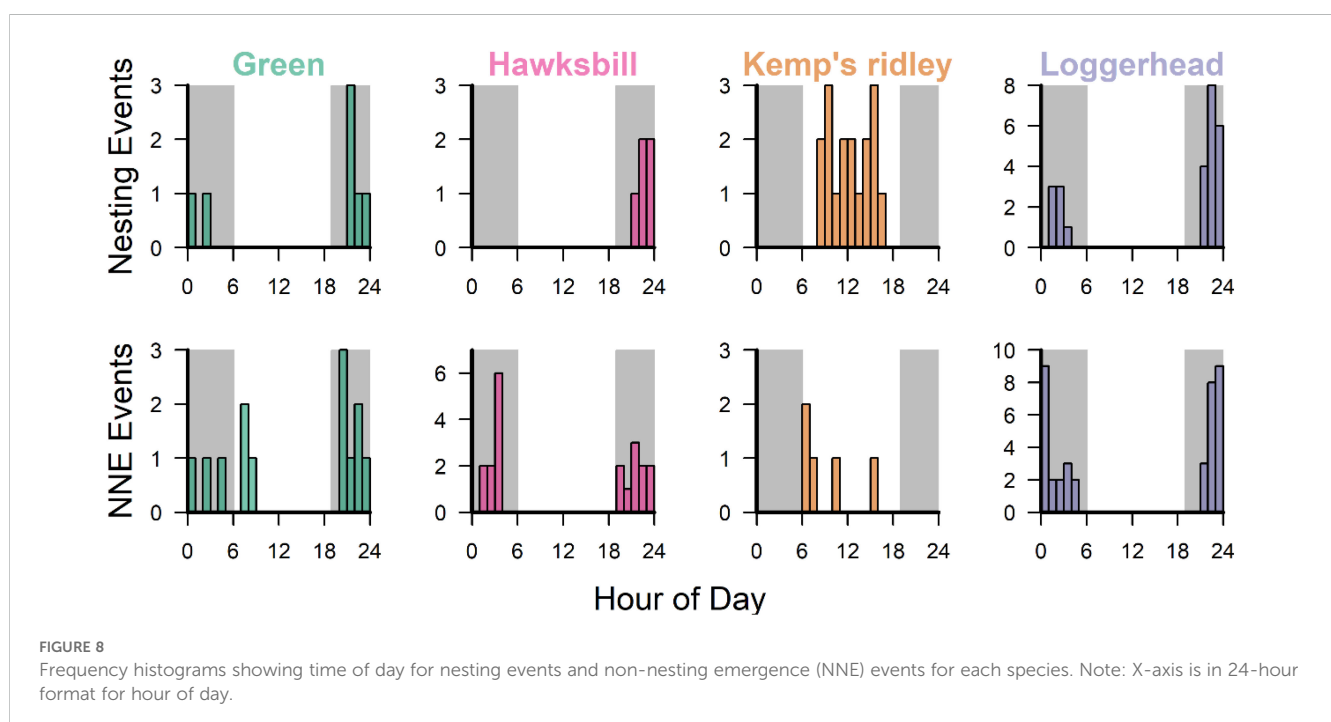 Green Hawksbill Kemp's ridley Loggerhead
Nesting Events
3
2
1
0
0 6 12 18 24
3
2
1
0
0 6 12 18 24
3
2
1
0
0 6 12 18 24
8
6
4
2
0
0 6 12 18 24
NNE Events
3
2
1
0
0 6 12 18 24
6
4
2
0
0 6 12 18 24
3
2
1
0
0 6 12 18 24
10
8
6
4
2
0
0 6 12 18 24
Hour of Day
FIGURE 8
Frequency histograms showing time of day for nesting events and non-nesting emergence (NNE) events for each species. Note: X-axis is in 24-hour
format for hour of day.